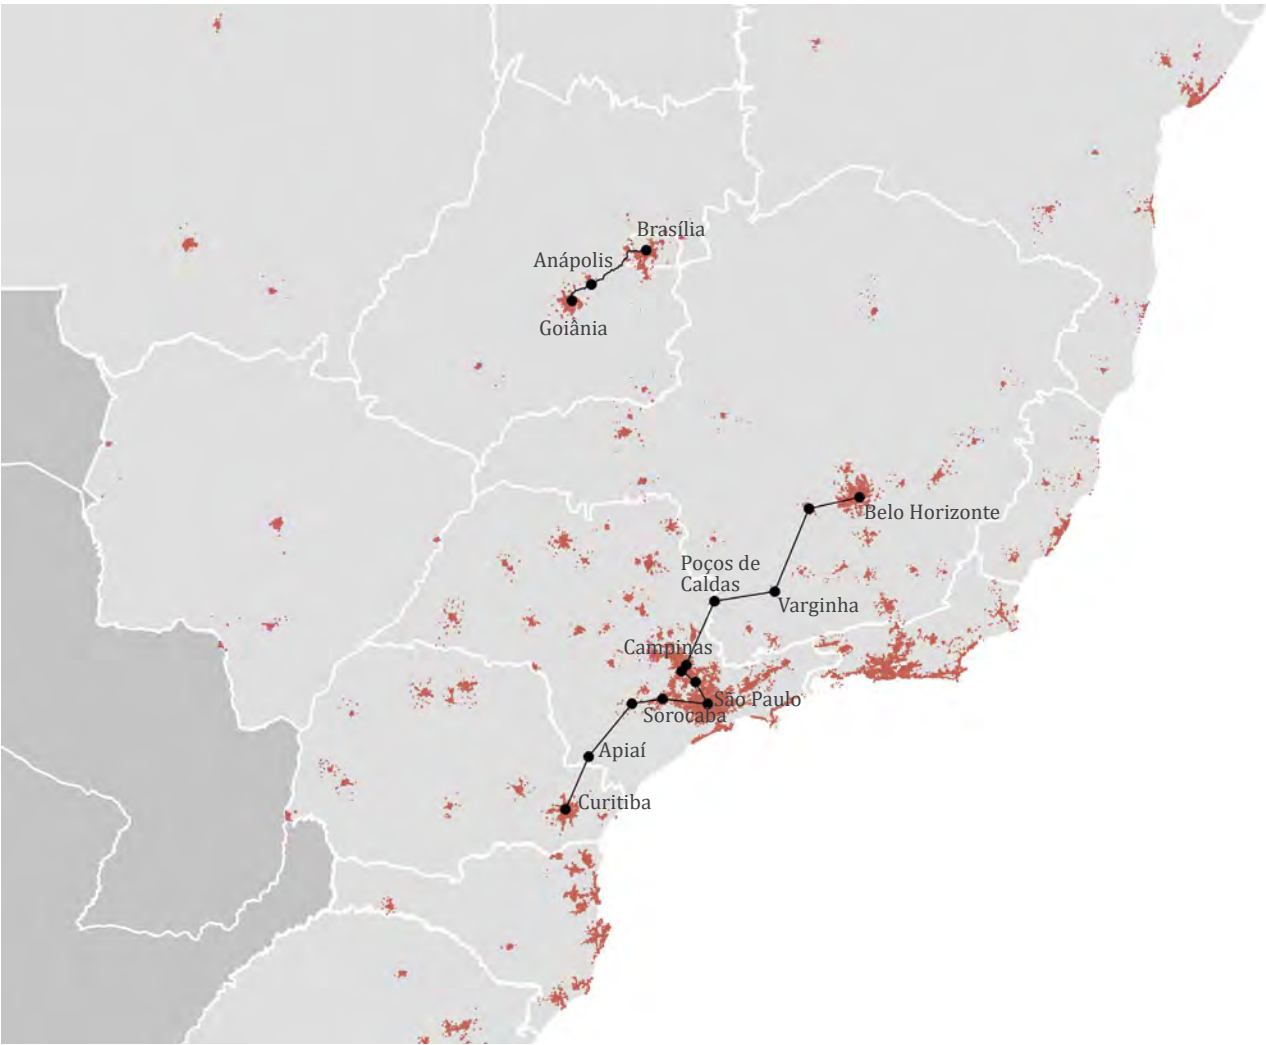 Brasília
Anápolis
Goiânia
Belo Horizonte
Poços de
Caldas
Varginha
Campinas
São Paulo
Sorocaba
Apiaí
Curitiba